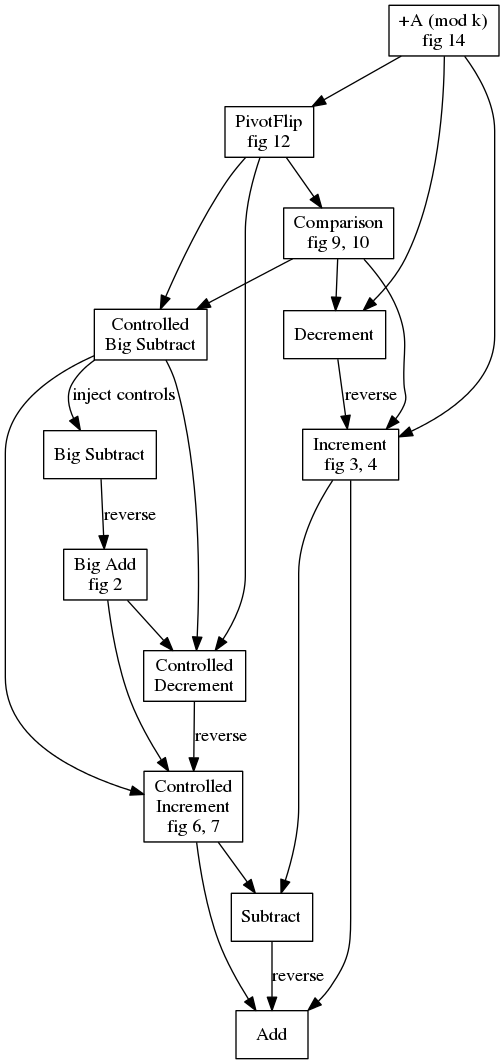 +A (mod k)
fig 14
PivotFlip
fig 12
Comparison
fig 9, 10
Controlled
Big Subtract
Decrement
inject controls
reverse
Big Subtract
Increment
fig 3, 4
reverse
Big Add
fig 2
Controlled
Decrement
reverse
Controlled
Increment
fig 6, 7
Subtract
reverse
Add